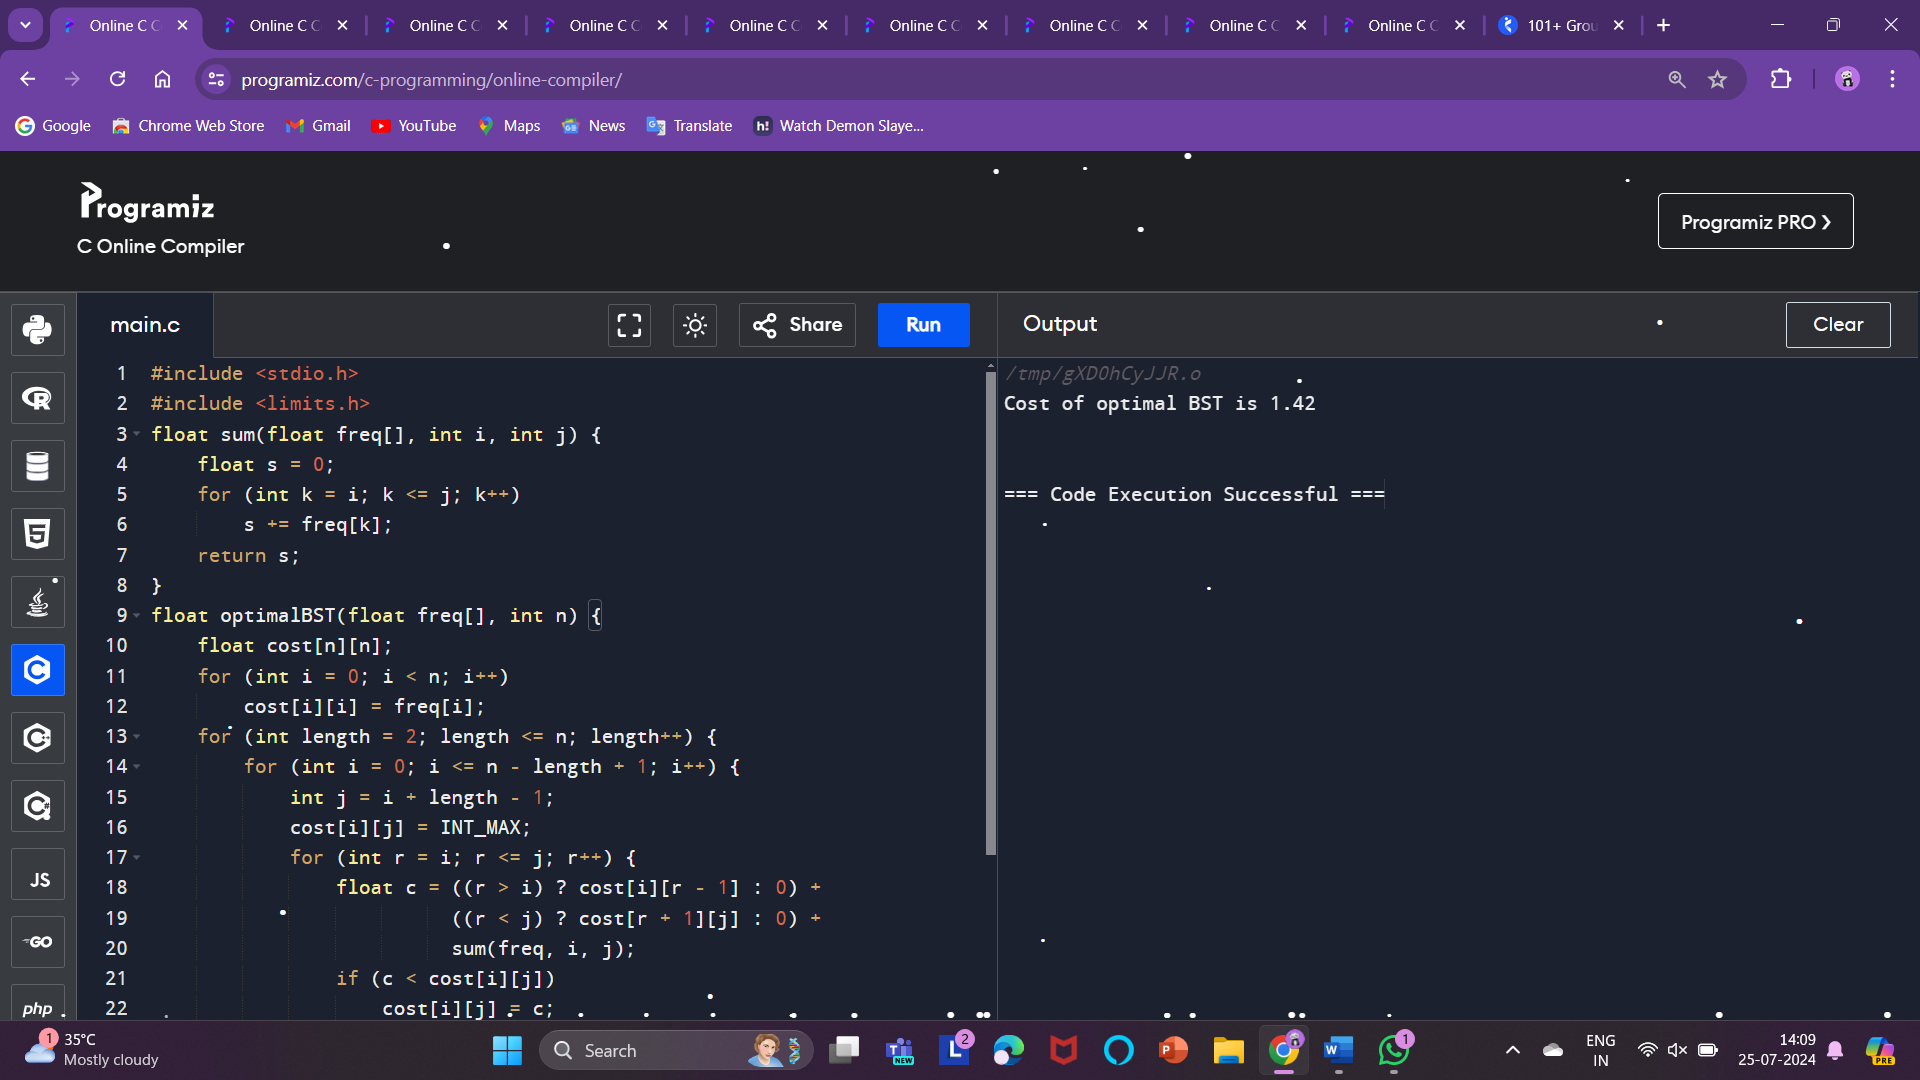 Online C C
Online C C
Online C C
Online C C
Online C C
Online C C
Online C C
Online C C
Online C C
101+ Grou
programiz.com/c-programming/online-compiler/
Google
Chrome Web Store
Gmail
YouTube
Maps
News
Translate
h!
Watch Demon Slaye...
Programiz
C Online Compiler
Programiz PRO ❯
main.c
Share
Run
Output
Clear
1 #include <stdio.h>
2 #include <limits.h>
3 float sum(float freq[], int i, int j) {
4     float s = 0;
5     for (int k = i; k <= j; k++)
6         s += freq[k];
7     return s;
8 }
9 float optimalBST(float freq[], int n) {
10     float cost[n][n];
11     for (int i = 0; i < n; i++)
12         cost[i][i] = freq[i];
13     for (int length = 2; length <= n; length++) {
14         for (int i = 0; i <= n - length + 1; i++) {
15             int j = i + length - 1;
16             cost[i][j] = INT_MAX;
17             for (int r = i; r <= j; r++) {
18                 float c = ((r > i) ? cost[i][r - 1] : 0) +
19                           ((r < j) ? cost[r + 1][j] : 0) +
20                           sum(freq, i, j);
21                 if (c < cost[i][j])
22                     cost[i][j] = c;
/tmp/gXD0hCyJJR.o
Cost of optimal BST is 1.42
=== Code Execution Successful ===
R
5
C
C
C#
JS
GO
php
1
35°C
Mostly cloudy
Search
T
NEW
L
2
P
W
1
ENG
IN
14:09
25-07-2024
PRE